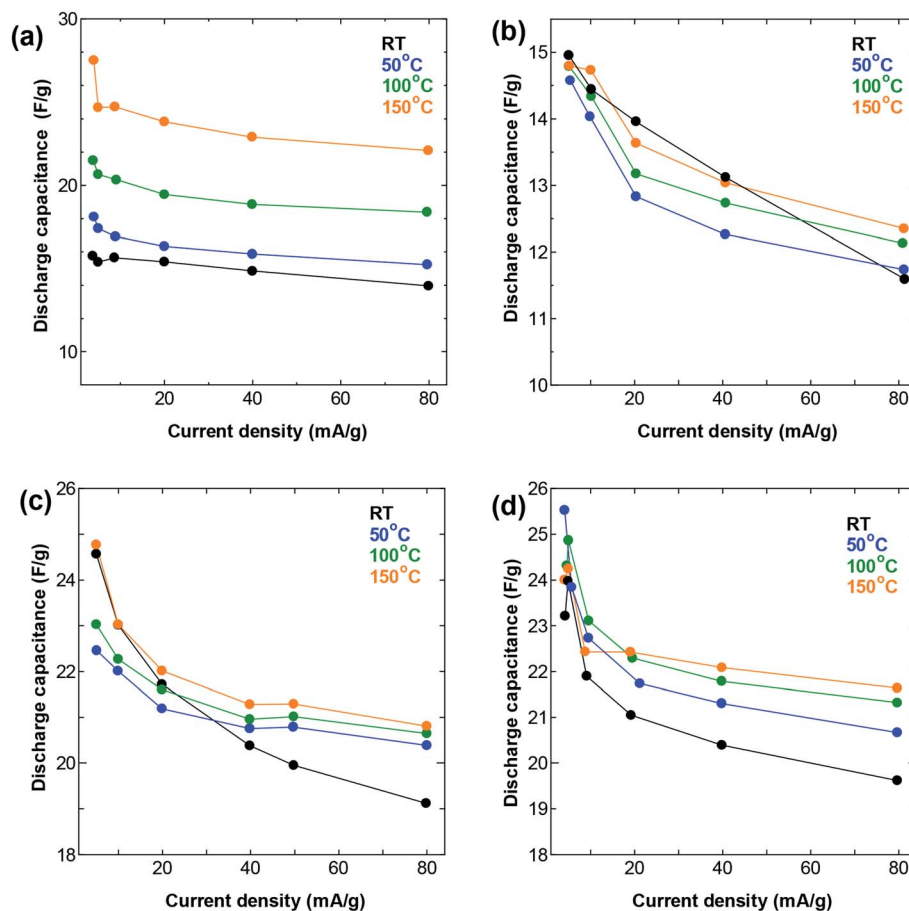 (a)
Discharge capacitance (F/g)
30
20
10
RT
50°C
100°C
150°C
20
40
60
80
Current density (mA/g)
(b)
Discharge capacitance (F/g)
15
14
13
12
11
10
RT
50°C
100°C
150°C
0
20
40
60
80
Current density (mA/g)
(c)
Discharge capacitance (F/g)
26
24
22
20
18
RT
50°C
100°C
150°C
20
40
60
80
Current density (mA/g)
(d)
Discharge capacitance (F/g)
26
25
24
23
22
21
20
19
18
RT
50°C
100°C
150°C
0
20
40
60
80
Current density (mA/g)